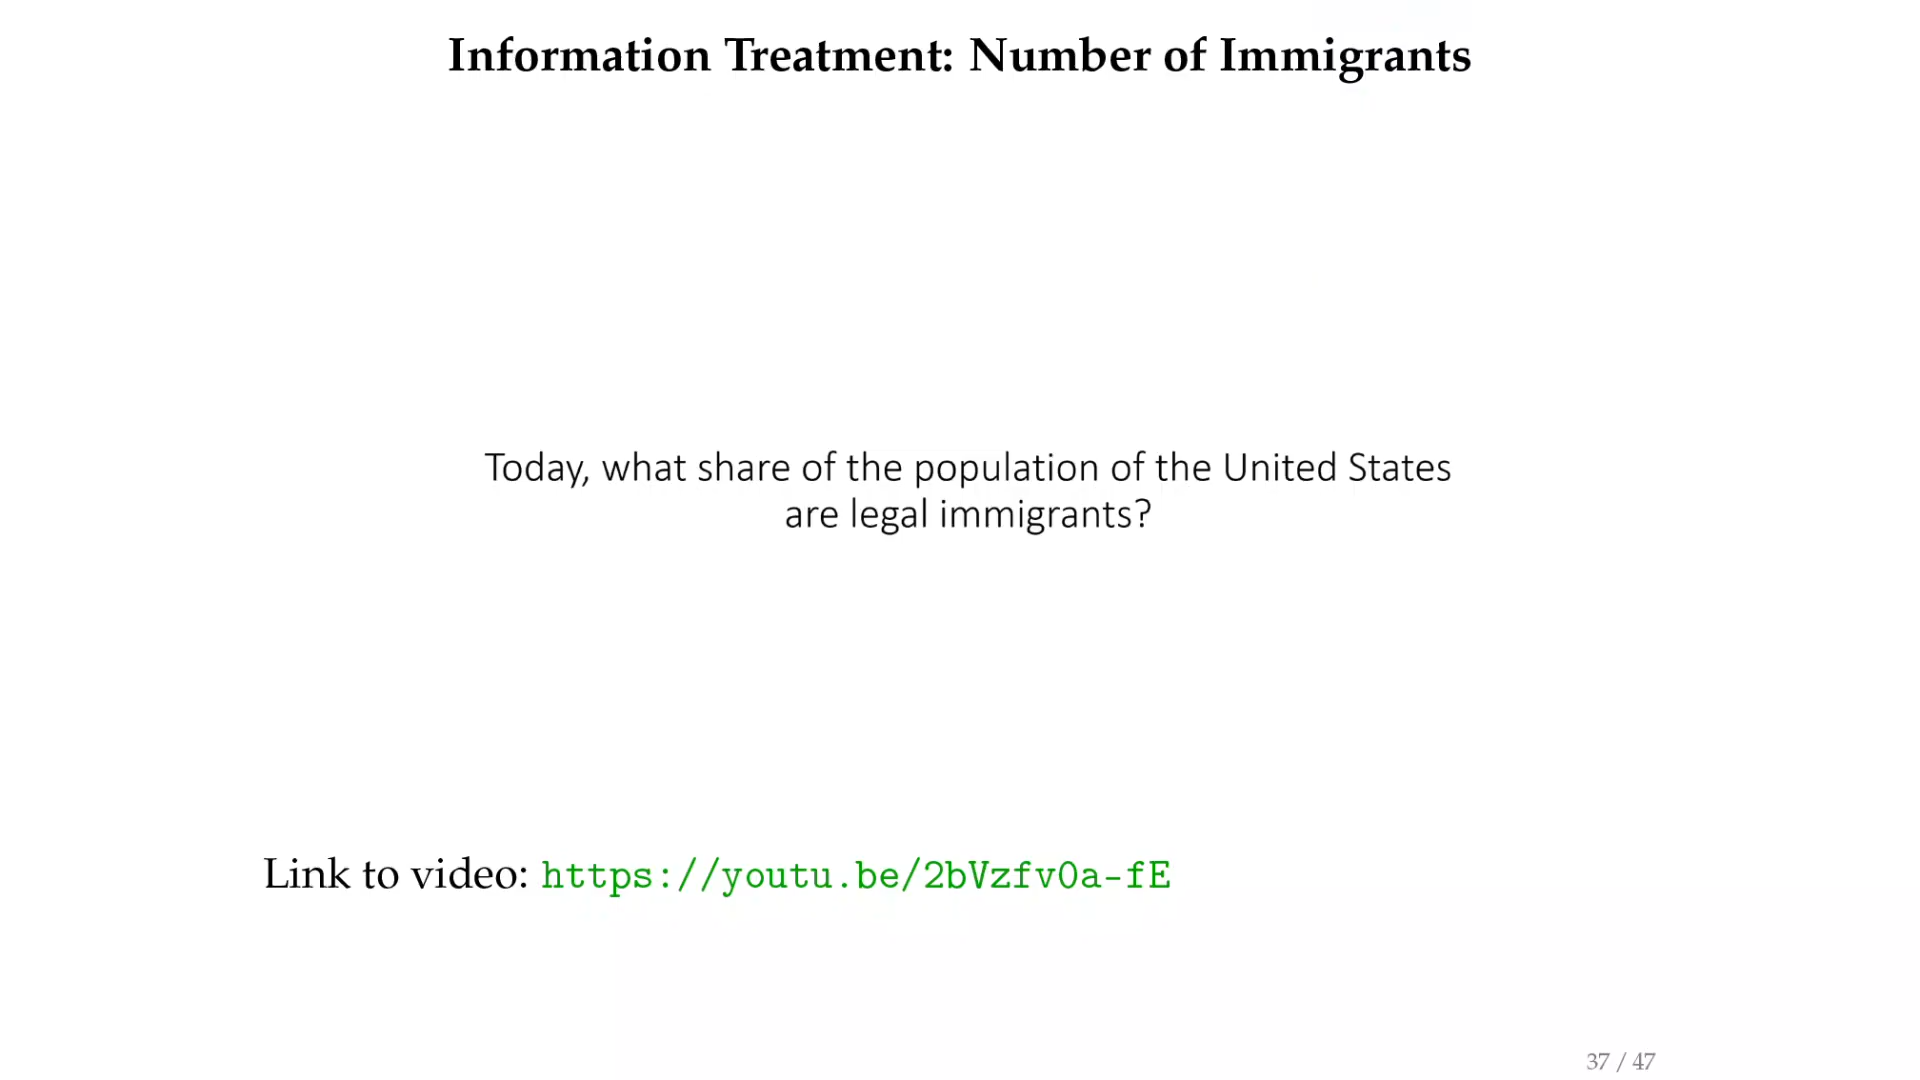 Information Treatment: Number of Immigrants
Today, what share of the population of the United States
are legal immigrants?
Link to video: https://youtu.be/2bVzfv0a-fE
37 / 47